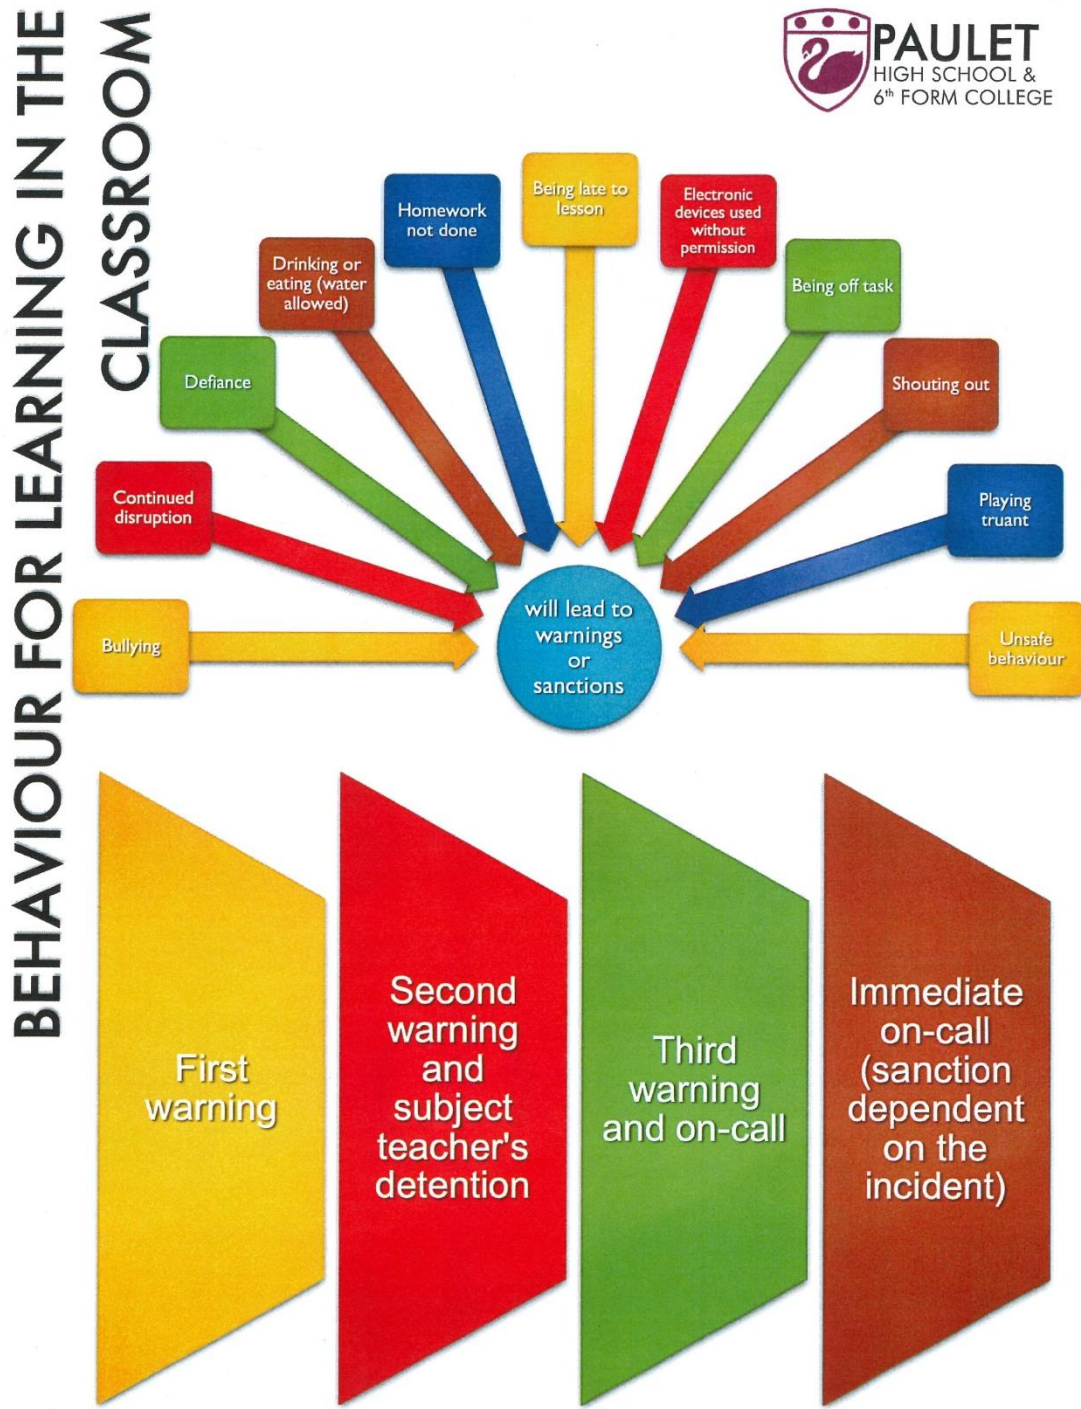 BEHAVIOUR FOR LEARNING IN THE
CLASSROOM
PAULET
HIGH SCHOOL &
6th FORM COLLEGE
Bullying
Continued
disruption
Defiance
Drinking or
eating (water
allowed)
Homework
not done
Being late to
lesson
Electronic
devices used
without
permission
Being off task
Shouting out
Playing
truant
Unsafe
behaviour
will lead to
warnings
or
sanctions
First
warning
Second
warning
and
subject
teacher's
detention
Third
warning
and on-call
Immediate
on-call
(sanction
dependent
on the
incident)